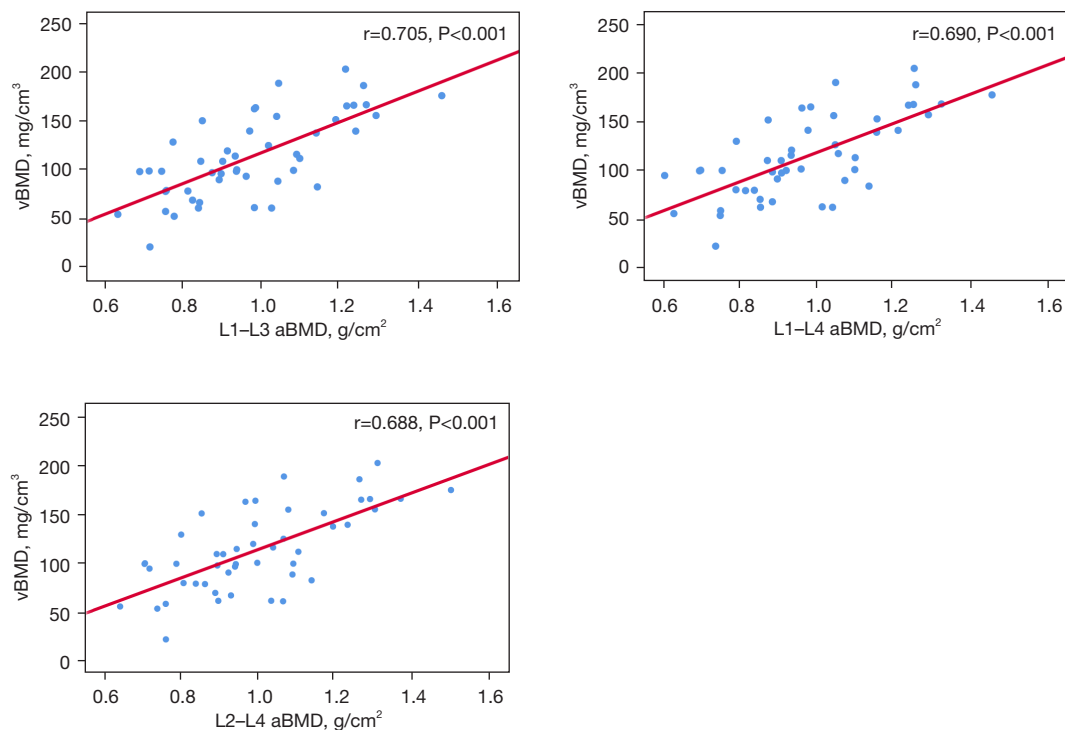 250
200
150
100
50
0
vBMD, mg/cm³
r=0.705, P<0.001
0.6 0.8 1.0 1.2 1.4 1.6
L1–L3 aBMD, g/cm²
250
200
150
100
50
0
vBMD, mg/cm³
r=0.690, P<0.001
0.6 0.8 1.0 1.2 1.4 1.6
L1–L4 aBMD, g/cm²
250
200
150
100
50
0
vBMD, mg/cm³
r=0.688, P<0.001
0.6 0.8 1.0 1.2 1.4 1.6
L2–L4 aBMD, g/cm²